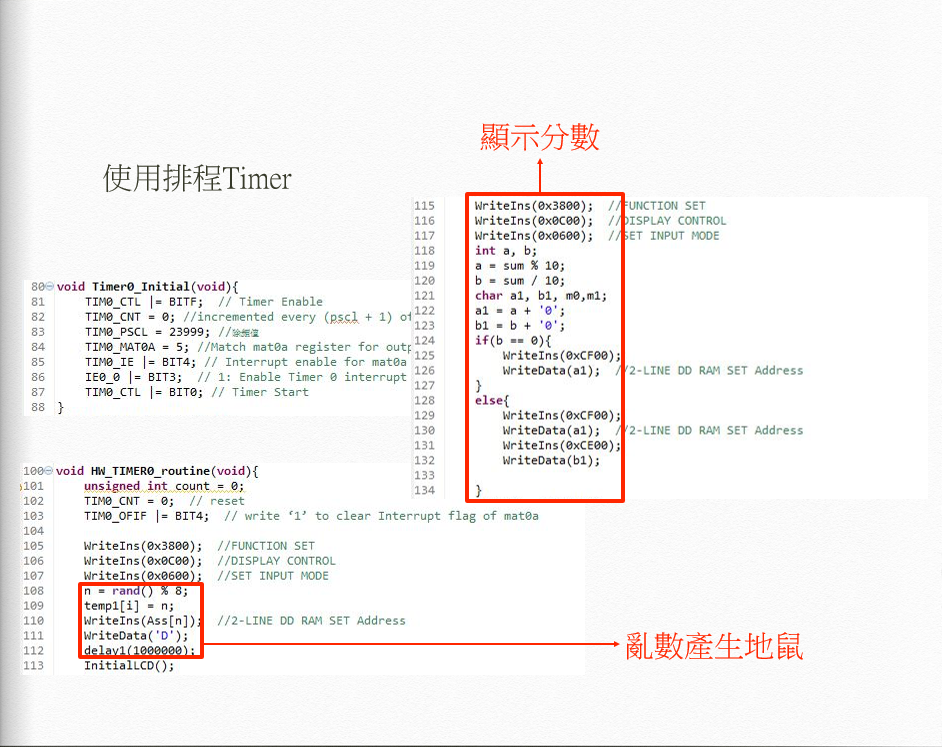 顯示分數
使用排程Timer
80 void Timer0_Initial(void){
81 TIM0_CTL |= BITF; // Timer Enable
82 TIM0_CNT = 0; //incremented every (pscl + 1) of
83 TIM0_PSCL = 23999; //除頻值
84 TIM0_MAT0A = 5; //Match mat0a register for outp
85 TIM0_IE |= BIT4; // Interrupt enable for mat0a
86 IE0_0 |= BIT3; // 1: Enable Timer 0 interrupt
87 TIM0_CTL |= BIT0; // Timer Start
88 }
100 void HW_TIMER0_routine(void){
101 unsigned int count = 0;
102 TIM0_CNT = 0; // reset
103 TIM0_OFIF |= BIT4; // write ‘1’ to clear Interrupt flag of mat0a
104
105 WriteIns(0x3800); //FUNCTION SET
106 WriteIns(0x0C00); //DISPLAY CONTROL
107 WriteIns(0x0600); //SET INPUT MODE
108 n = rand() % 8;
109 temp1[i] = n;
110 WriteIns(Ass[n]); //2-LINE DD RAM SET Address
111 WriteData('D');
112 delay1(1000000);
113 InitialLCD();
115 WriteIns(0x3800); //FUNCTION SET
116 WriteIns(0x0C00); //DISPLAY CONTROL
117 WriteIns(0x0600); //SET INPUT MODE
118 int a, b;
119 a = sum % 10;
120 b = sum / 10;
121 char a1, b1, m0,m1;
122 a1 = a + '0';
123 b1 = b + '0';
124 if(b == 0){
125 WriteIns(0xCF00);
126 WriteData(a1); //2-LINE DD RAM SET Address
127 }
128 else{
129 WriteIns(0xCF00);
130 WriteData(a1); //2-LINE DD RAM SET Address
131 WriteIns(0xCE00);
132 WriteData(b1);
133
134 }
亂數產生地鼠